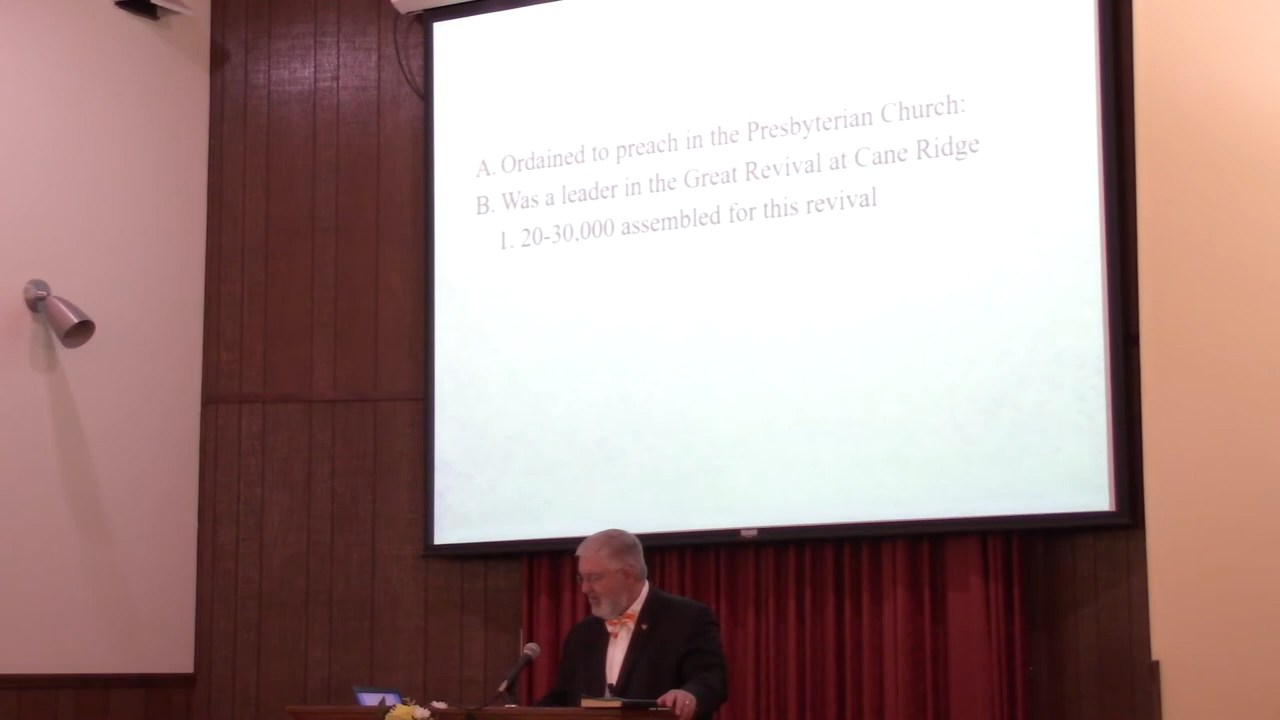 A. Ordained to preach in the Presbyterian Church:
B. Was a leader in the Great Revival at Cane Ridge
1. 20-30,000 assembled for this revival